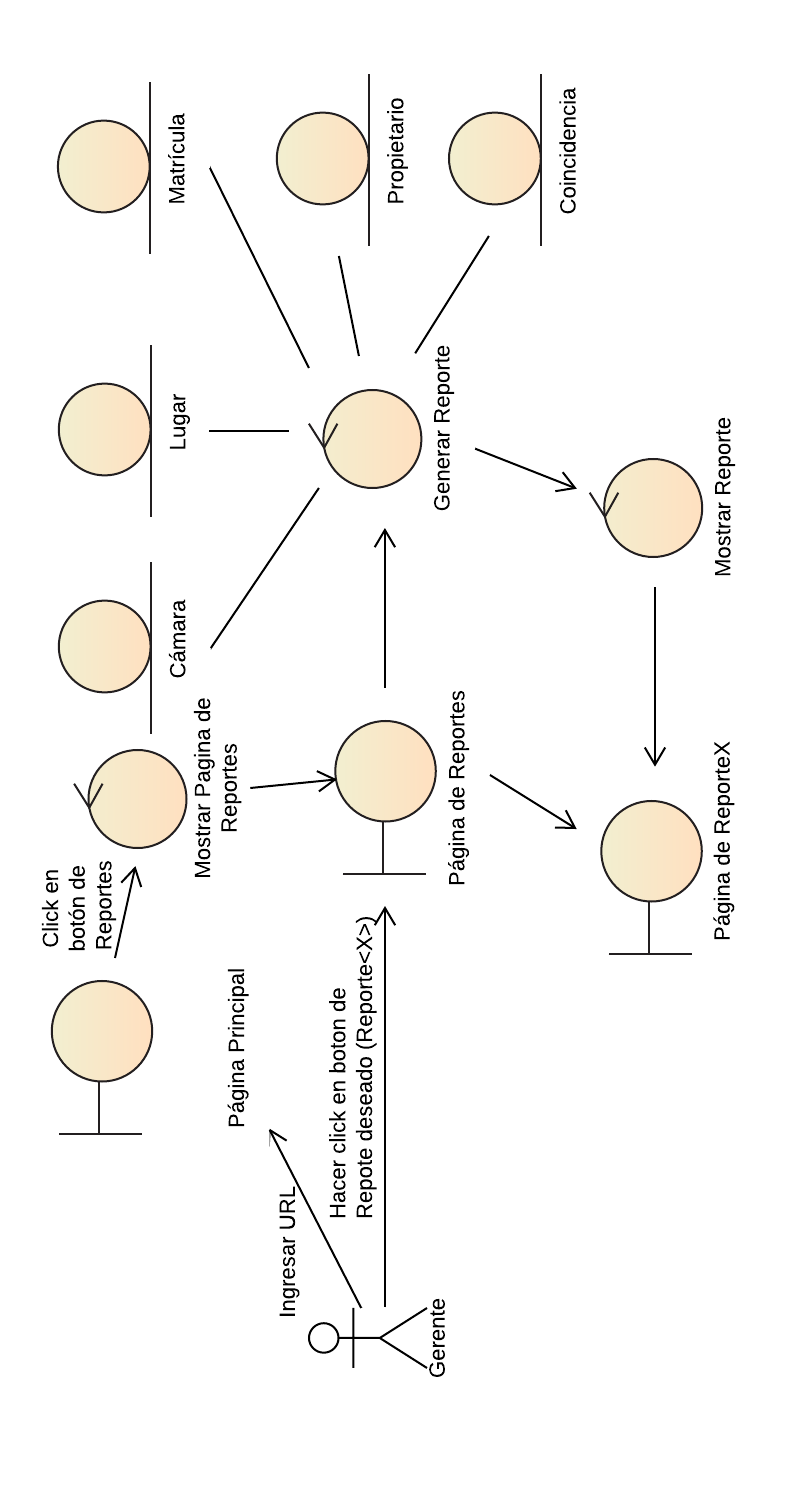 Click en
botón de
Reportes
Mostrar Pagina de
Reportes
Cámara
Lugar
Matrícula
Página Principal
Ingresar URL
Hacer click en boton de
Repote deseado (Reporte<X>)
Gerente
Página de Reportes
Generar Reporte
Propietario
Coincidencia
Página de ReporteX
Mostrar Reporte